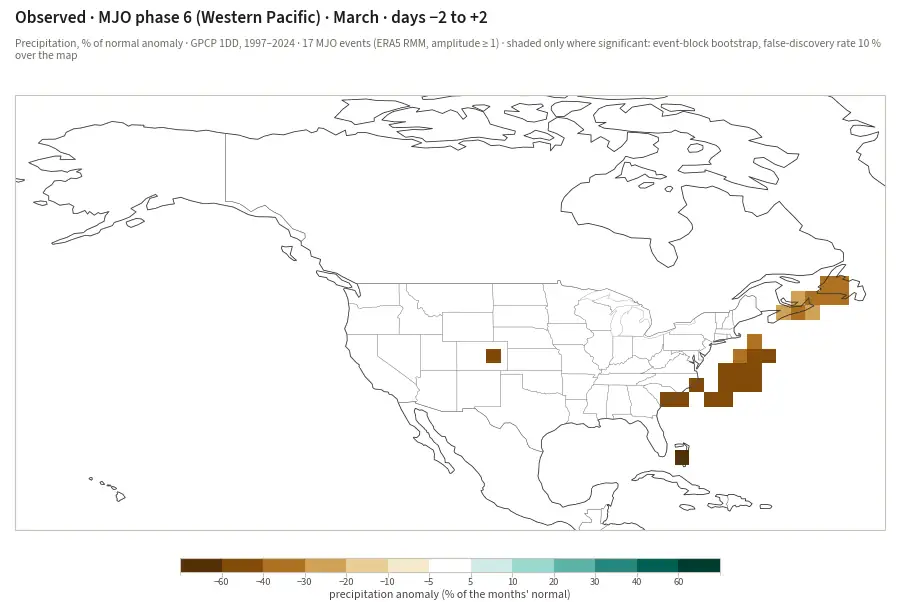 Observed · MJO phase 6 (Western Pacific) · March · days −2 to +2
Precipitation, % of normal anomaly · GPCP 1DD, 1997–2024 · 17 MJO events (ERA5 RMM, amplitude ≥ 1) · shaded only where significant: event-block bootstrap, false-discovery rate 10 %
over the map
−60 −40 −30 −20 −10 −5 5 10 20 30 40 60
precipitation anomaly (% of the months' normal)